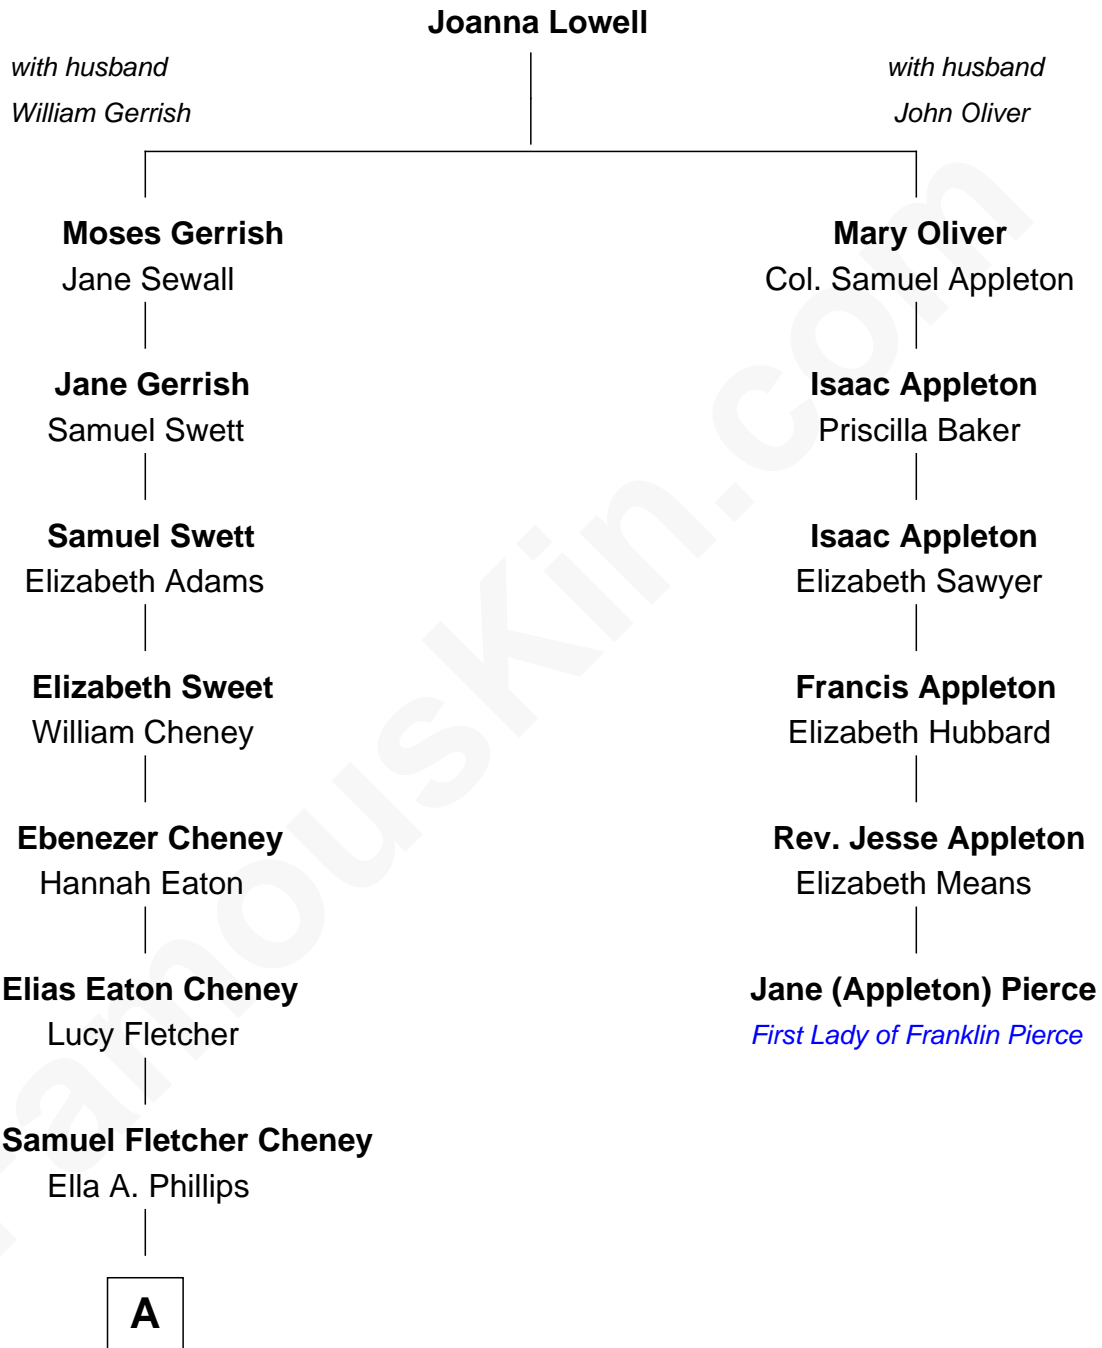 Joanna Lowell
with husband
William Gerrish
with husband
John Oliver
Moses Gerrish
Jane Sewall
Mary Oliver
Col. Samuel Appleton
Jane Gerrish
Samuel Swett
Isaac Appleton
Priscilla Baker
Samuel Swett
Elizabeth Adams
Isaac Appleton
Elizabeth Sawyer
Elizabeth Sweet
William Cheney
Francis Appleton
Elizabeth Hubbard
Ebenezer Cheney
Hannah Eaton
Rev. Jesse Appleton
Elizabeth Means
Elias Eaton Cheney
Lucy Fletcher
Jane (Appleton) Pierce
First Lady of Franklin Pierce
Samuel Fletcher Cheney
Ella A. Phillips
A
FamousKin.com